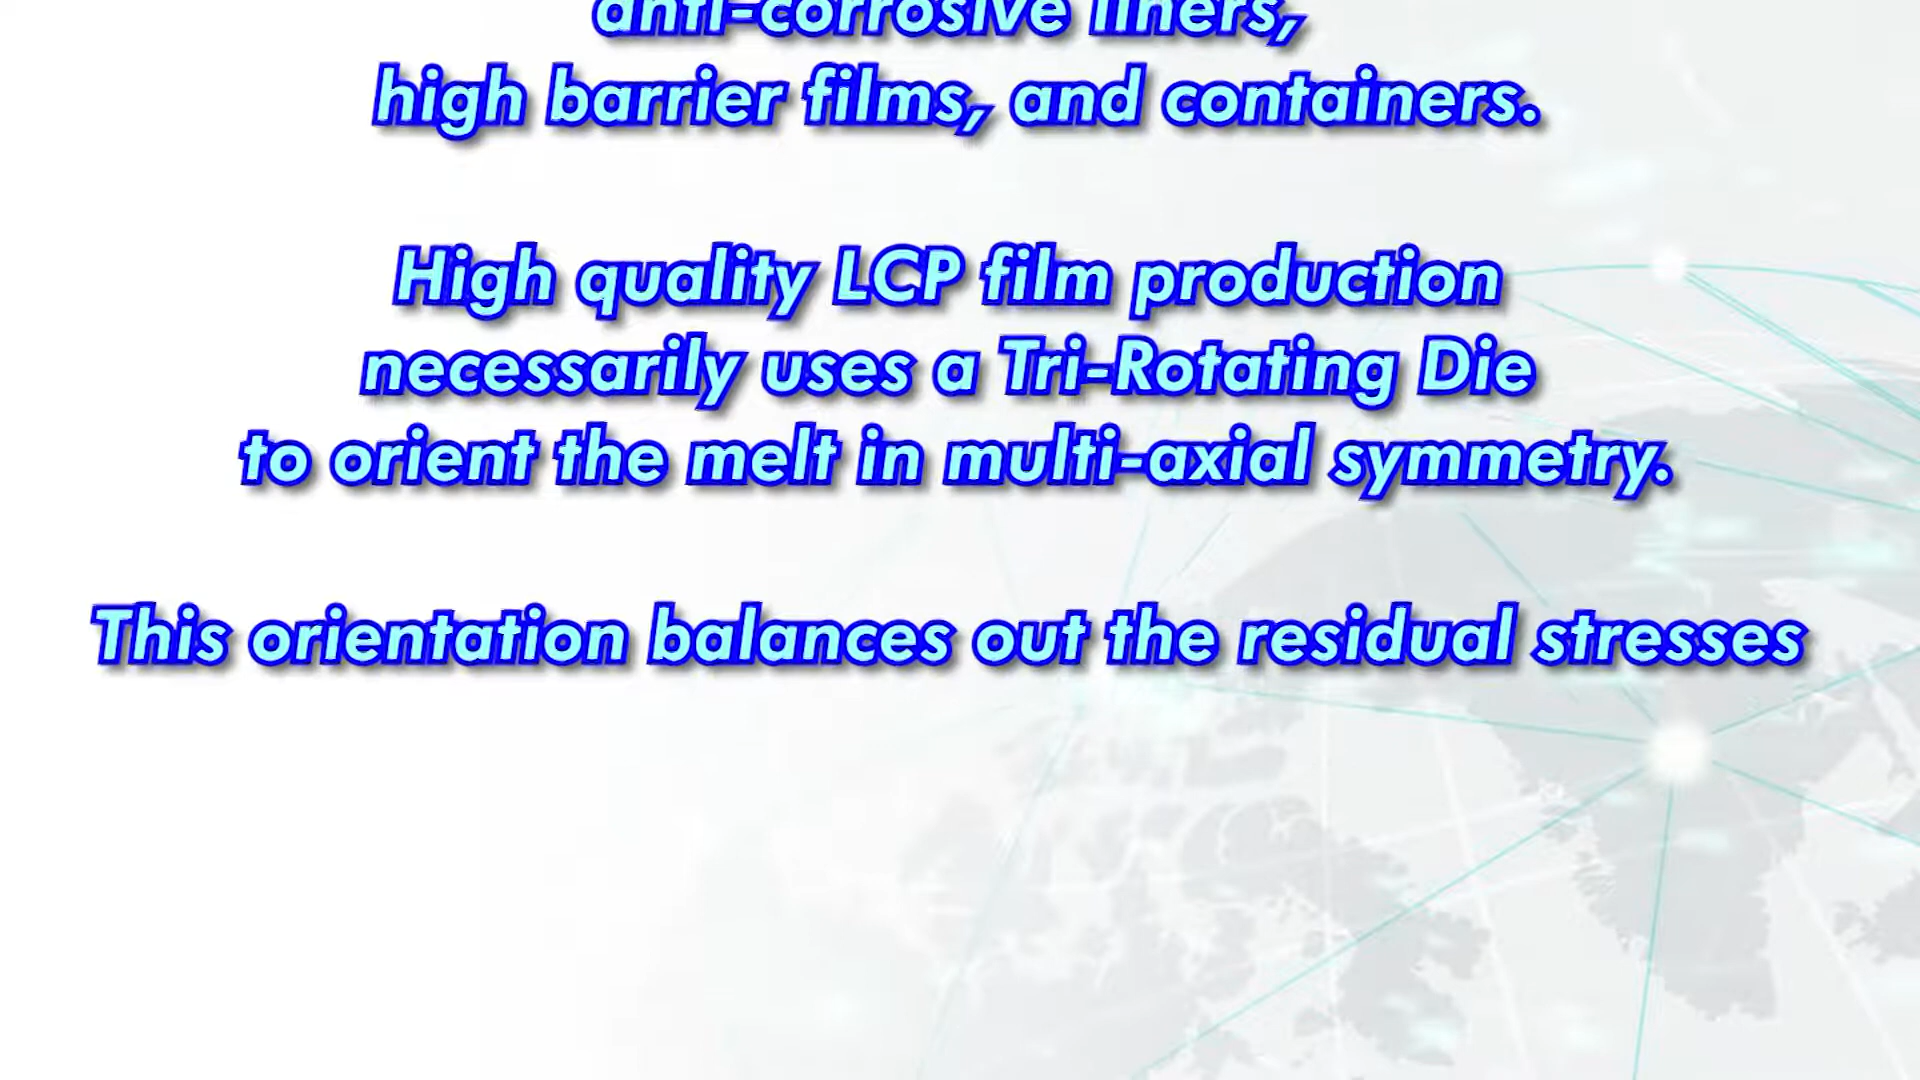 anti-corrosive liners,
high barrier films, and containers.
High quality LCP film production
necessarily uses a Tri-Rotating Die
to orient the melt in multi-axial symmetry.
This orientation balances out the residual stresses